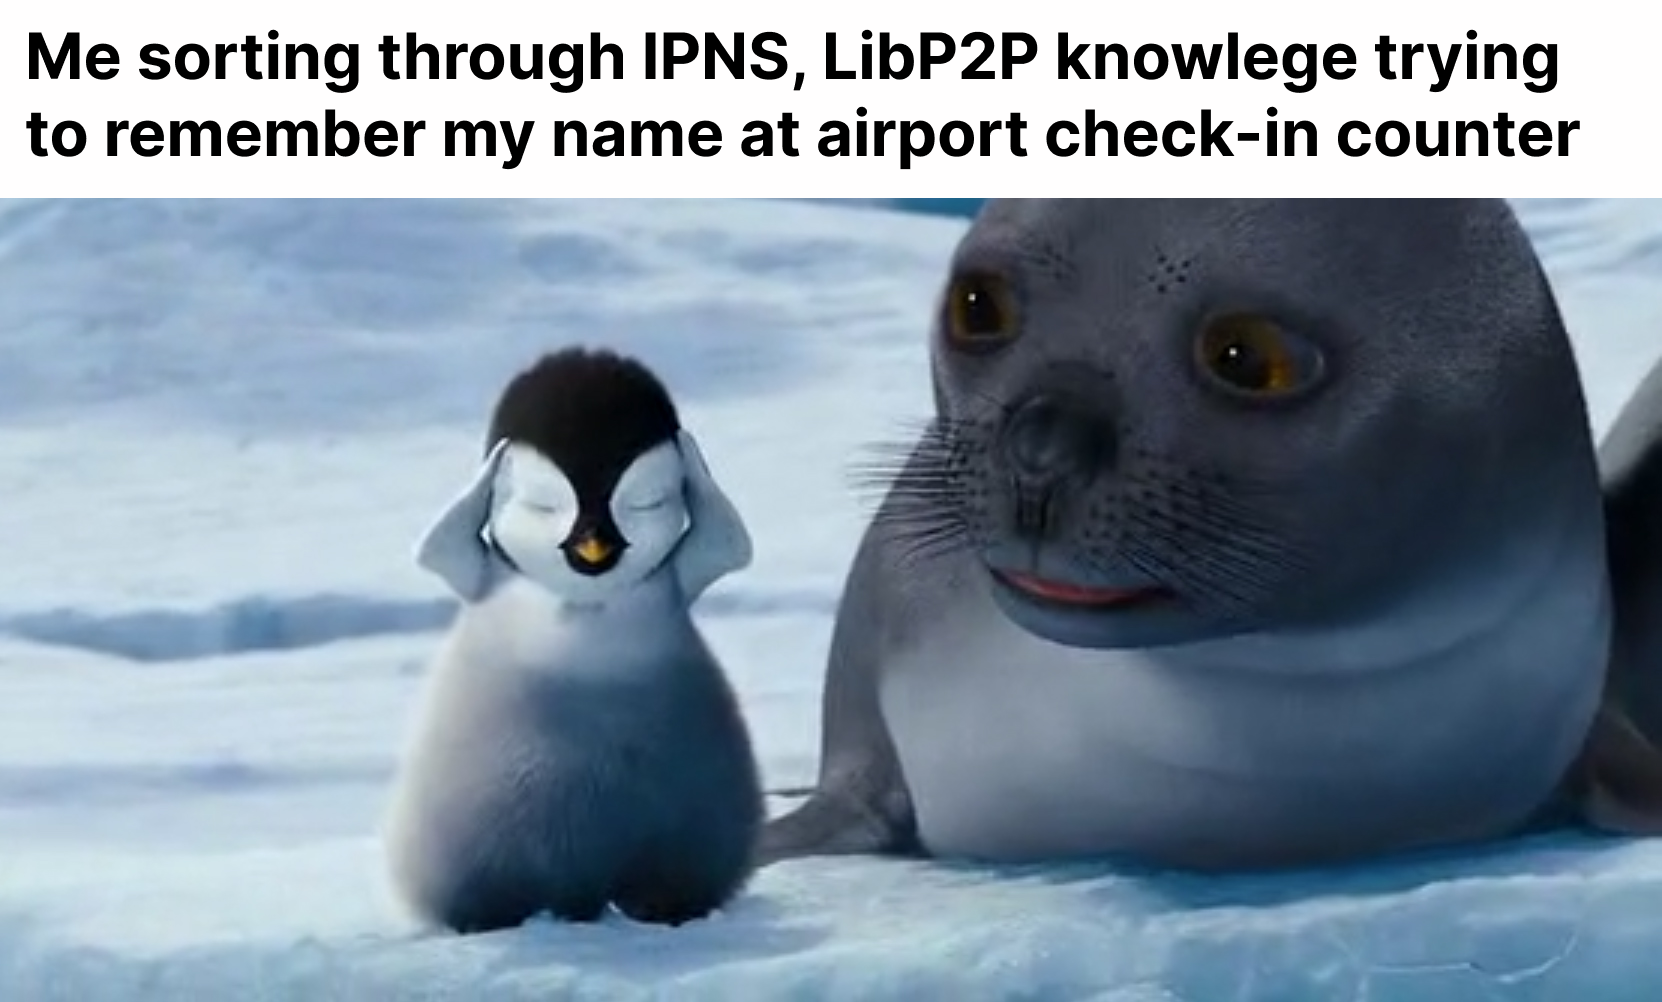 Me sorting through IPNS, LibP2P knowlege trying
to remember my name at airport check-in counter